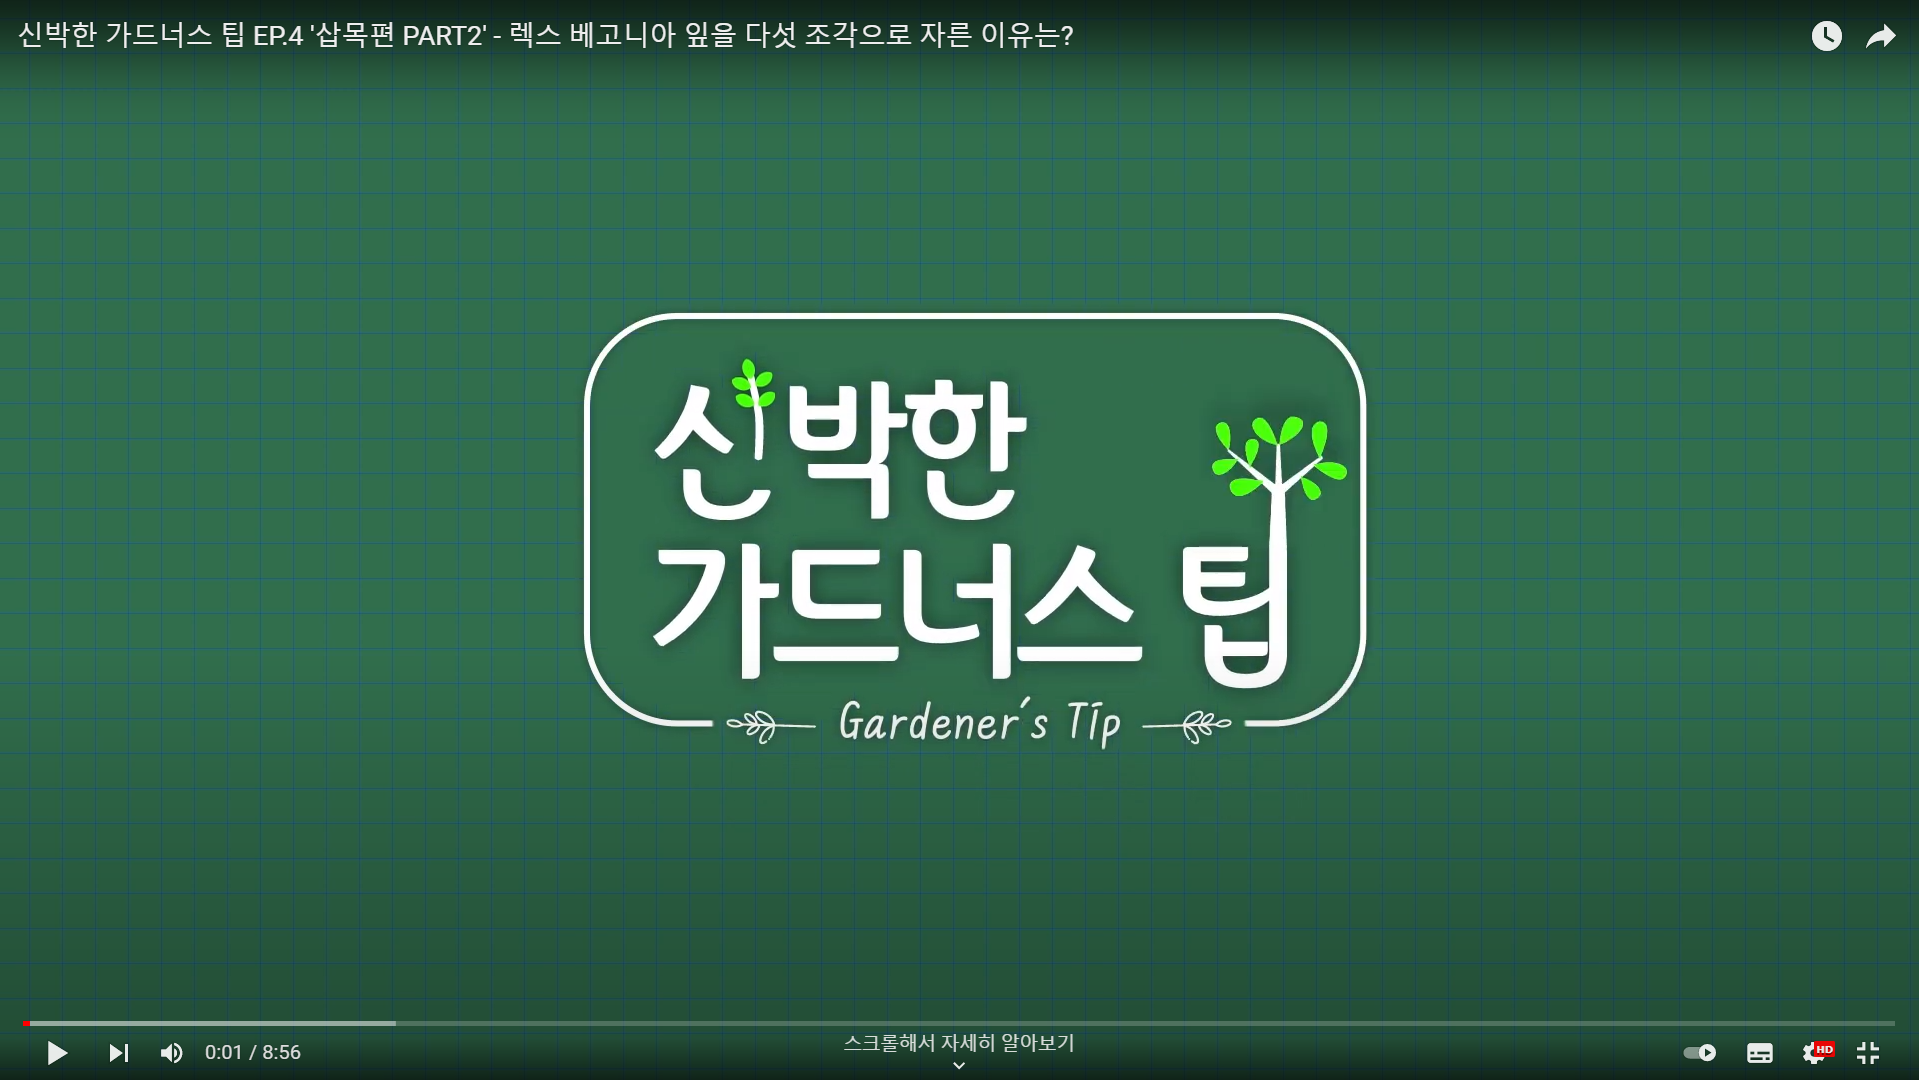 신박한 가드너스 팁 EP.4 '삽목편 PART2' - 렉스 베고니아 잎을 다섯 조각으로 자른 이유는?
신박한
가드너스 팁
Gardener's Tip
스크롤해서 자세히 알아보기
0:01 / 8:56
HD